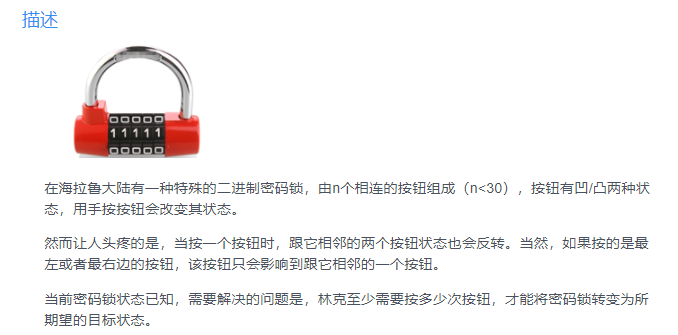 描述
11111
在海拉鲁大陆有一种特殊的二进制密码锁，由n个相连的按钮组成（n<30），按钮有凹/凸两种状
态，用手按按钮会改变其状态。
然而让人头疼的是，当按一个按钮时，跟它相邻的两个按钮状态也会反转。当然，如果按的是最
左或者最右边的按钮，该按钮只会影响到跟它相邻的一个按钮。
当前密码锁状态已知，需要解决的问题是，林克至少需要按多少次按钮，才能将密码锁转变为所
期望的目标状态。